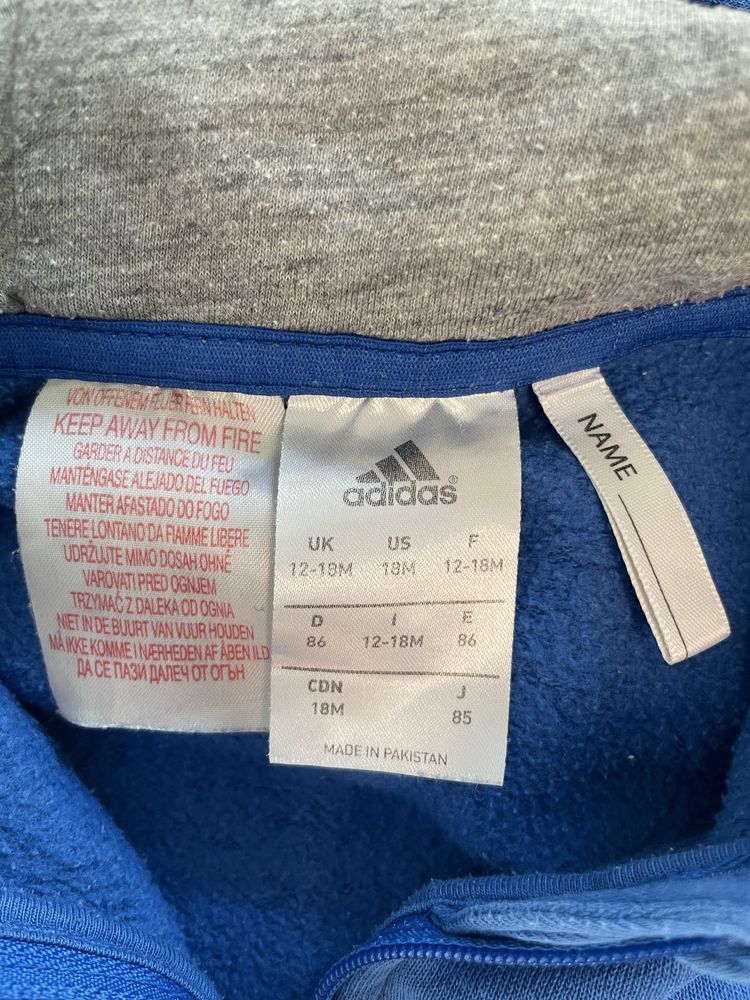 VON OFFENEM FEUER FERN HALTEN
KEEP AWAY FROM FIRE
GARDER A DISTANCE DU FEU
MANTÉNGASE ALEJADO DEL FUEGO
MANTER AFASTADO DO FOGO
TENERE LONTANO DA FIAMME LIBERE
UDRŽUJTE MIMO DOSAH OHNĚ
VAROVATI PRED OGNJEM
TRZYMAĆ Z DALEKA OD OGNIA
NIET IN DE BUURT VAN VUUR HOUDEN
MÅ IKKE KOMME I NÆRHEDEN AF ÅBEN ILD
ДА СЕ ПАЗИ ДАЛЕЧ ОТ ОГЪН
adidas®
UK US F
12-18M 18M 12-18M
D I E
86 12-18M 86
CDN J
18M 85
MADE IN PAKISTAN
NAME